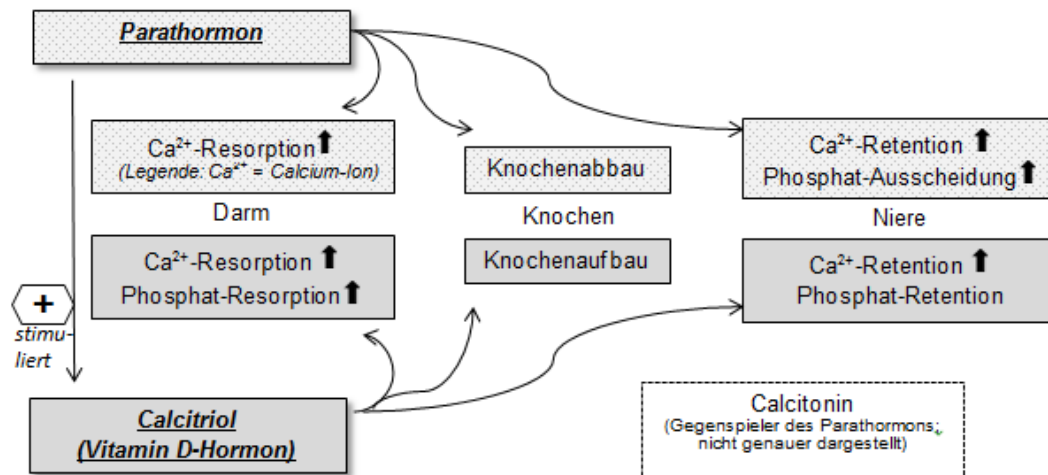 Parathormon
Ca²⁺-Resorption⬆
(Legende: Ca²⁺ = Calcium-Ion)
Darm
Ca²⁺-Resorption ⬆
Phosphat-Resorption⬆
Knochenabbau
Knochen
Knochenaufbau
Ca²⁺-Retention ⬆
Phosphat-Ausscheidung⬆
Niere
Ca²⁺-Retention ⬆
Phosphat-Retention
+
stimu-
liert
Calcitriol
(Vitamin D-Hormon)
Calcitonin
(Gegenspieler des Parathormons;
nicht genauer dargestellt)